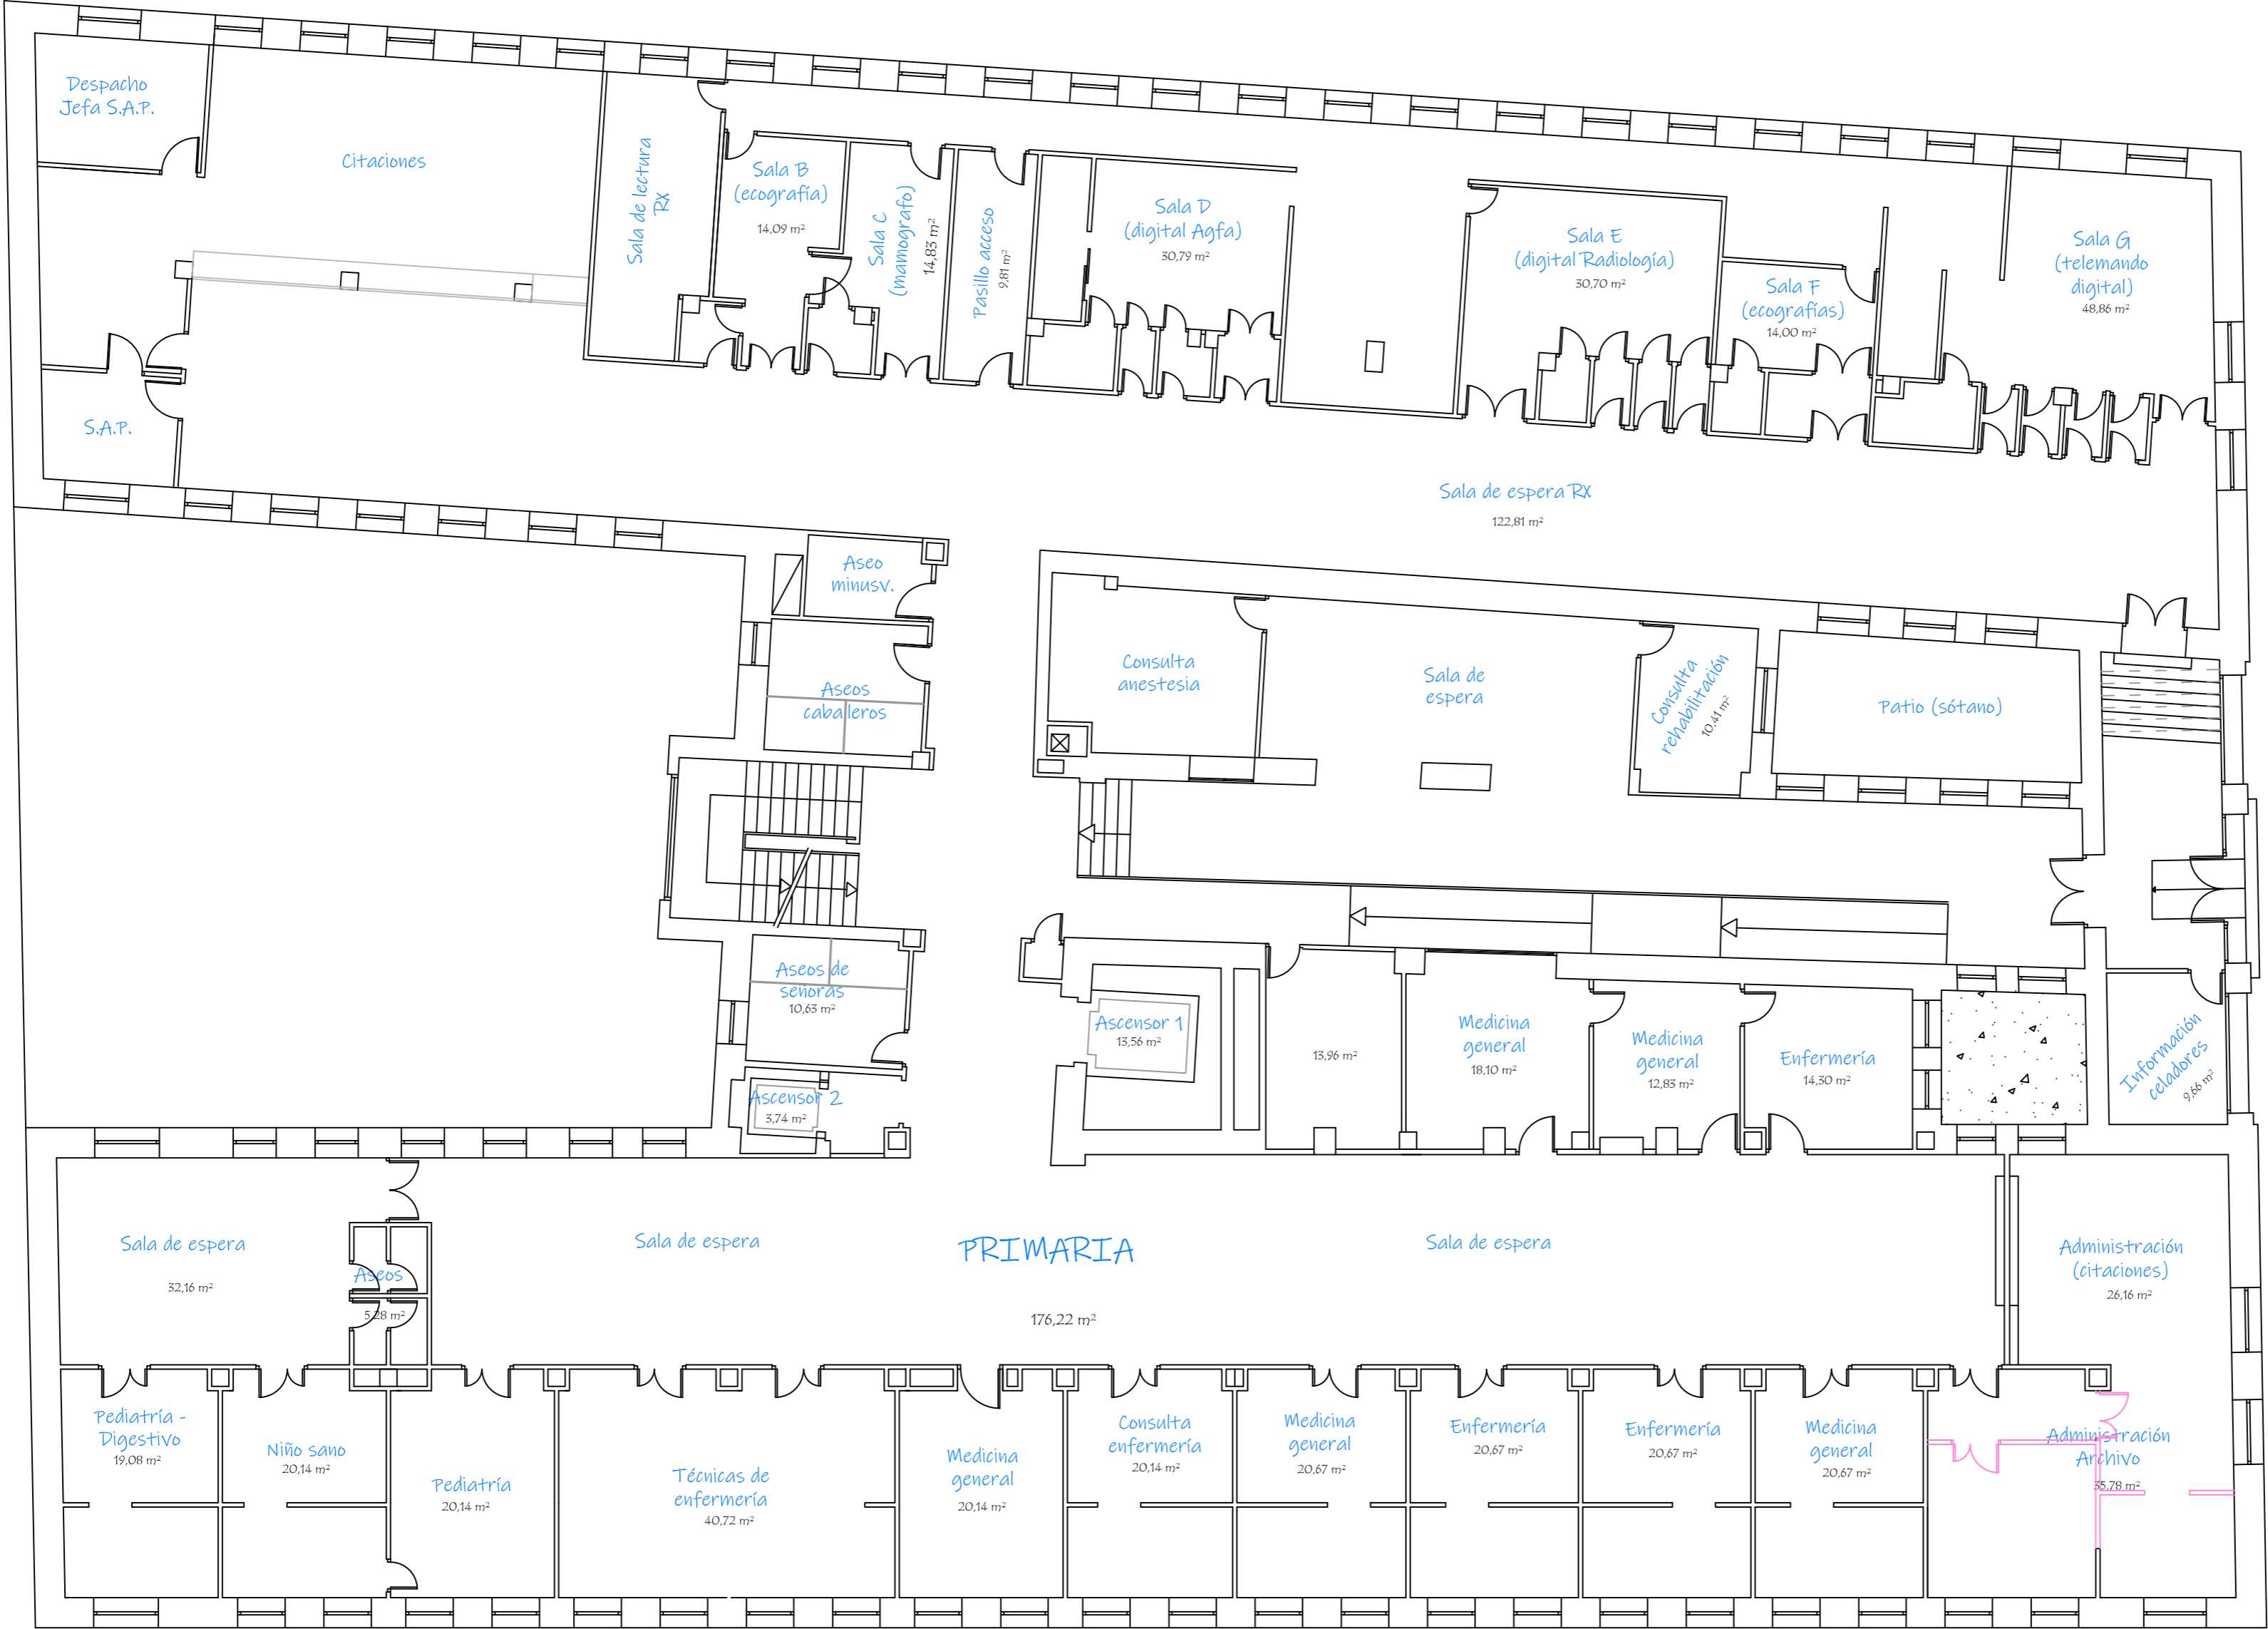 Despacho
Jefa S.A.P.
Citaciones
Sala de lectura
RX
Sala B
(ecografía)
14,09 m²
Sala C
(mamografo)
14,83 m²
Pasillo acceso
9,81 m²
Sala D
(digital Agfa)
30,79 m²
Sala E
(digital Radiología)
30,70 m²
Sala F
(ecografías)
14,00 m²
Sala G
(telemando
digital)
48,86 m²
S.A.P.
Sala de espera RX
122,81 m²
Aseo
minusv.
Aseos
caballeros
Consulta
anestesia
Sala de
espera
Consulta
rehabilitación
10,41 m²
Patio (sótano)
Aseos de
señoras
10,63 m²
Ascensor 2
3,74 m²
Ascensor 1
13,56 m²
13,96 m²
Medicina
general
18,10 m²
Medicina
general
12,83 m²
Enfermería
14,30 m²
Información
celadores
9,66 m²
Sala de espera
32,16 m²
Aseos
5,28 m²
Sala de espera
PRIMARIA
176,22 m²
Sala de espera
Administración
(citaciones)
26,16 m²
Pediatría -
Digestivo
19,08 m²
Niño sano
20,14 m²
Pediatría
20,14 m²
Técnicas de
enfermería
40,72 m²
Medicina
general
20,14 m²
Consulta
enfermería
20,14 m²
Medicina
general
20,67 m²
Enfermería
20,67 m²
Enfermería
20,67 m²
Medicina
general
20,67 m²
Administración
Archivo
35,78 m²